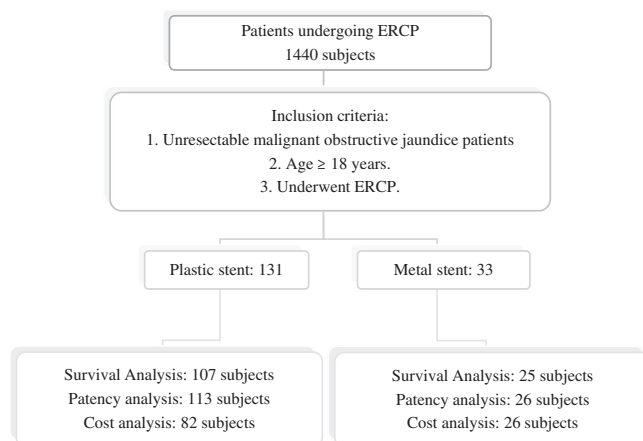 Patients undergoing ERCP
1440 subjects
Inclusion criteria:
1. Unresectable malignant obstructive jaundice patients
2. Age ≥ 18 years.
3. Underwent ERCP.
Plastic stent: 131
Metal stent: 33
Survival Analysis: 107 subjects
Patency analysis: 113 subjects
Cost analysis: 82 subjects
Survival Analysis: 25 subjects
Patency analysis: 26 subjects
Cost analysis: 26 subjects